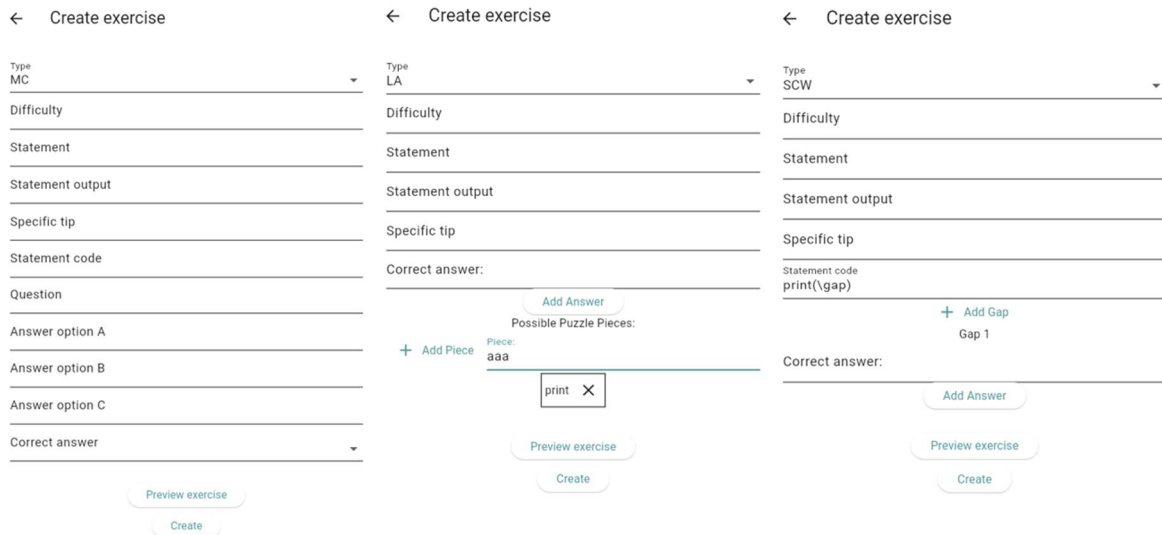 Create exercise
Type
MC
Difficulty
Statement
Statement output
Specific tip
Statement code
Question
Answer option A
Answer option B
Answer option C
Correct answer
Preview exercise
Create
Create exercise
Type
LA
Difficulty
Statement
Statement output
Specific tip
Correct answer:
Add Answer
Possible Puzzle Pieces:
+ Add Piece
Piece:
aaa
print
Preview exercise
Create
Create exercise
Type
SCW
Difficulty
Statement
Statement output
Specific tip
Statement code
print(\gap)
+ Add Gap
Gap 1
Correct answer:
Add Answer
Preview exercise
Create